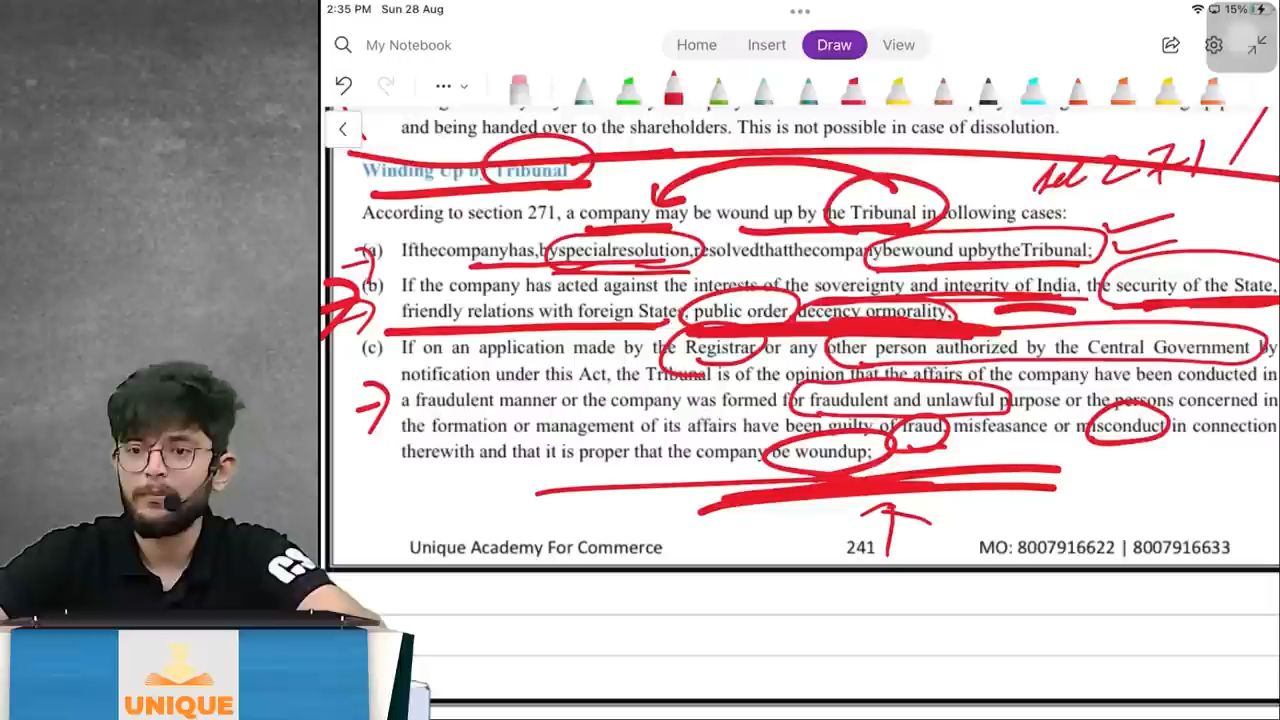 2:35 PM Sun 28 Aug
15%
My Notebook
Home Insert Draw View
and being handed over to the shareholders. This is not possible in case of dissolution.
Winding Up by Tribunal
sec 271
According to section 271, a company may be wound up by the Tribunal in following cases:
(a) Ifthecompanyhas,byspecialresolution,resolvedthatthecompanybewound upbytheTribunal;
(b) If the company has acted against the interests of the sovereignty and integrity of India, the security of the State,
friendly relations with foreign States, public order, decency ormorality,
(c) If on an application made by the Registrar or any other person authorized by the Central Government by
notification under this Act, the Tribunal is of the opinion that the affairs of the company have been conducted in
a fraudulent manner or the company was formed for fraudulent and unlawful purpose or the persons concerned in
the formation or management of its affairs have been guilty of fraud, misfeasance or misconduct in connection
therewith and that it is proper that the company be woundup;
Unique Academy For Commerce 241 MO: 8007916622 | 8007916633
UNIQUE